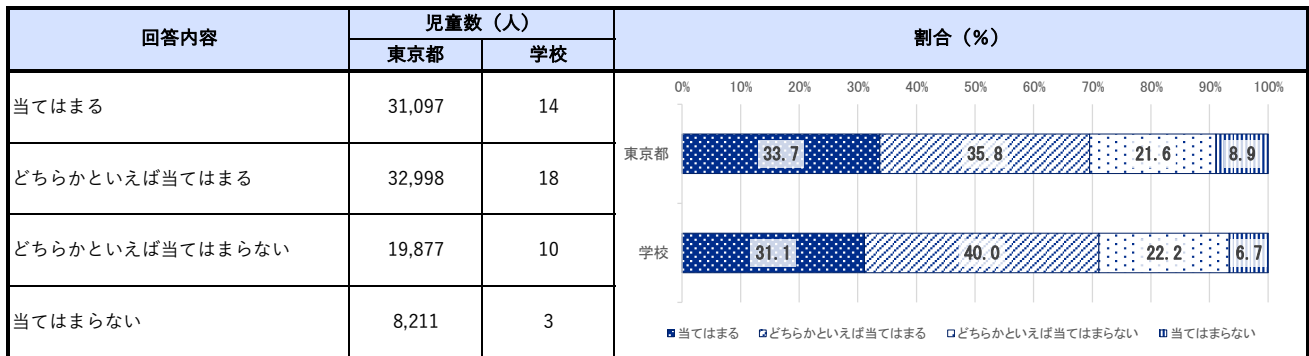 回答内容 児童数（人） 割合（%）
東京都 学校
当てはまる 31,097 14
どちらかといえば当てはまる 32,998 18
どちらかといえば当てはまらない 19,877 10
当てはまらない 8,211 3
0% 10% 20% 30% 40% 50% 60% 70% 80% 90% 100%
東京都 33.7 35.8 21.6 8.9
学校 31.1 40.0 22.2 6.7
当てはまる どちらかといえば当てはまる どちらかといえば当てはまらない 当てはまらない